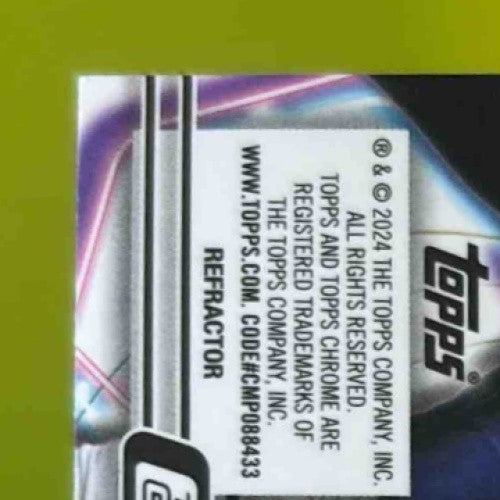 ® & © 2024 THE TOPPS COMPANY, INC.
ALL RIGHTS RESERVED.
TOPPS AND TOPPS CHROME ARE
REGISTERED TRADEMARKS OF
THE TOPPS COMPANY, INC.
WWW.TOPPS.COM. CODE#CMP088433
REFRACTOR
topps®